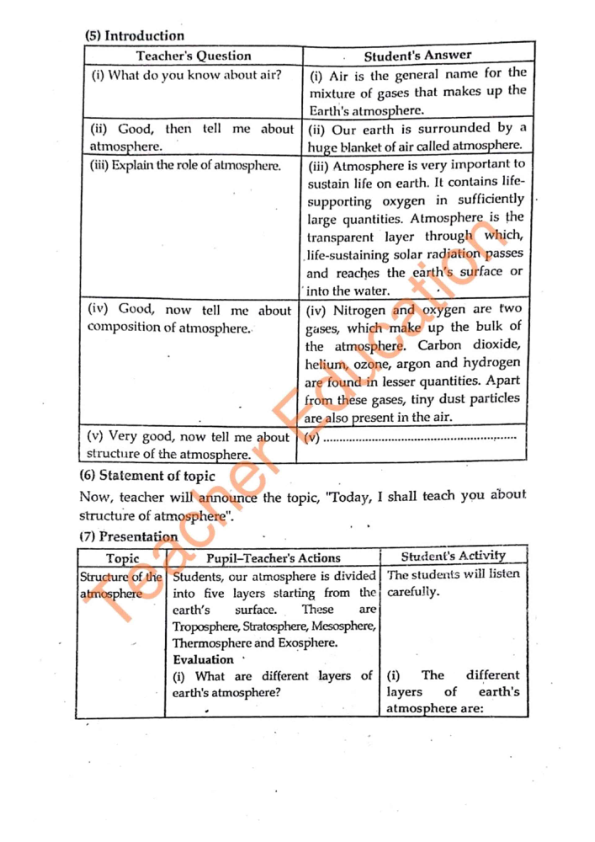 (5) Introduction
Teacher's Question
Student's Answer
(i) What do you know about air?
(i) Air is the general name for the
mixture of gases that makes up the
Earth's atmosphere.
(ii) Good, then tell me about
atmosphere.
(ii) Our earth is surrounded by a
huge blanket of air called atmosphere.
(iii) Explain the role of atmosphere.
(iii) Atmosphere is very important to
sustain life on earth. It contains life-
supporting oxygen in sufficiently
large quantities. Atmosphere is the
transparent layer through which,
life-sustaining solar radiation passes
and reaches the earth's surface or
into the water.
(iv) Good, now tell me about
composition of atmosphere.
(iv) Nitrogen and oxygen are two
gases, which make up the bulk of
the atmosphere. Carbon dioxide,
helium, ozone, argon and hydrogen
are found in lesser quantities. Apart
from these gases, tiny dust particles
are also present in the air.
(v) Very good, now tell me about
structure of the atmosphere.
(v) ............................................................
(6) Statement of topic
Now, teacher will announce the topic, "Today, I shall teach you about
structure of atmosphere".
(7) Presentation
Topic
Pupil-Teacher's Actions
Student's Activity
Structure of the
atmosphere
Students, our atmosphere is divided
into five layers starting from the
earth's surface. These are
Troposphere, Stratosphere, Mesosphere,
Thermosphere and Exosphere.
Evaluation
(i) What are different layers of
earth's atmosphere?
The students will listen
carefully.
(i) The different
layers of earth's
atmosphere are:
Teacher Education